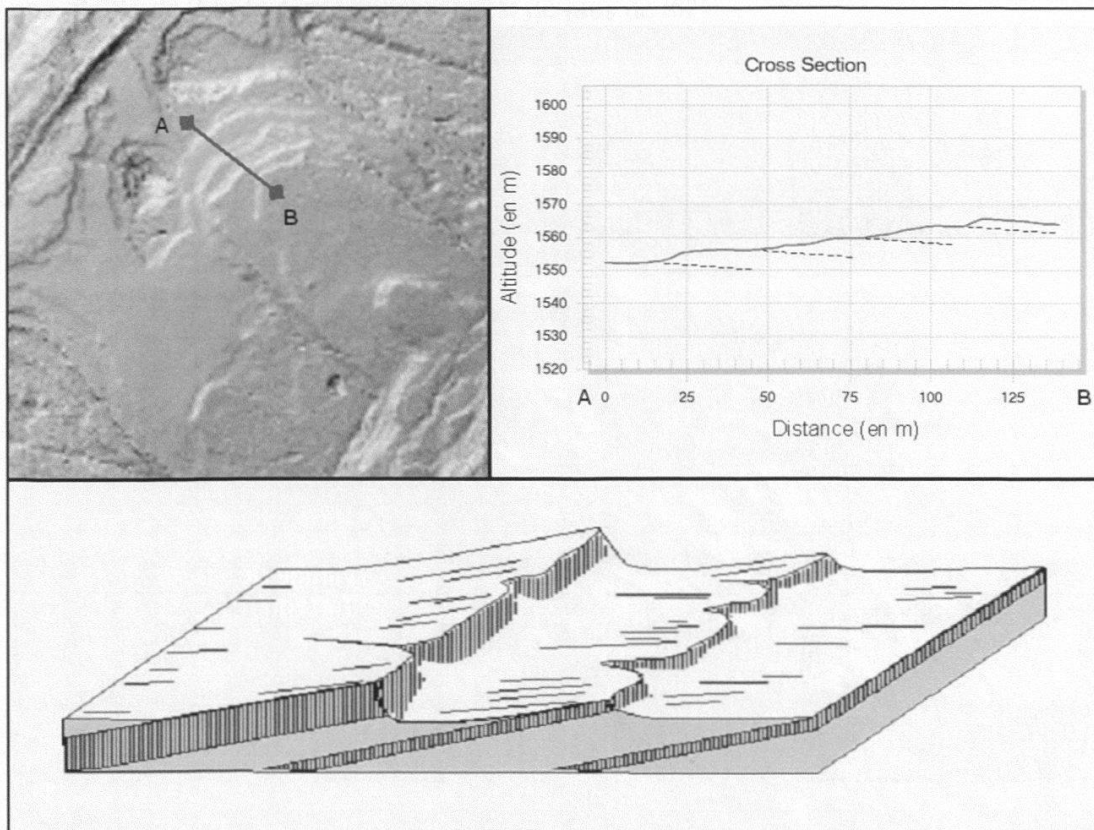 A
B
Cross Section
Altitude (en m)
1600
1590
1580
1570
1560
1550
1540
1530
1520
A 0 25 50 75 100 125 B
Distance (en m)